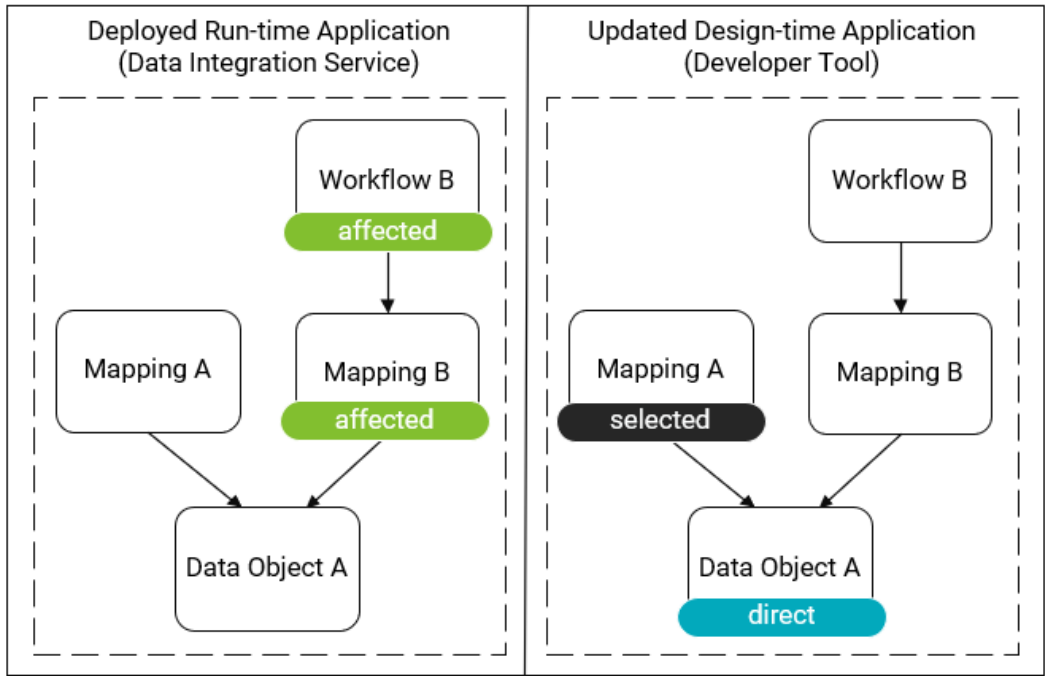 Deployed Run-time Application
(Data Integration Service)
Workflow B
affected
Mapping A
Mapping B
affected
Data Object A
Updated Design-time Application
(Developer Tool)
Workflow B
Mapping A
selected
Mapping B
Data Object A
direct